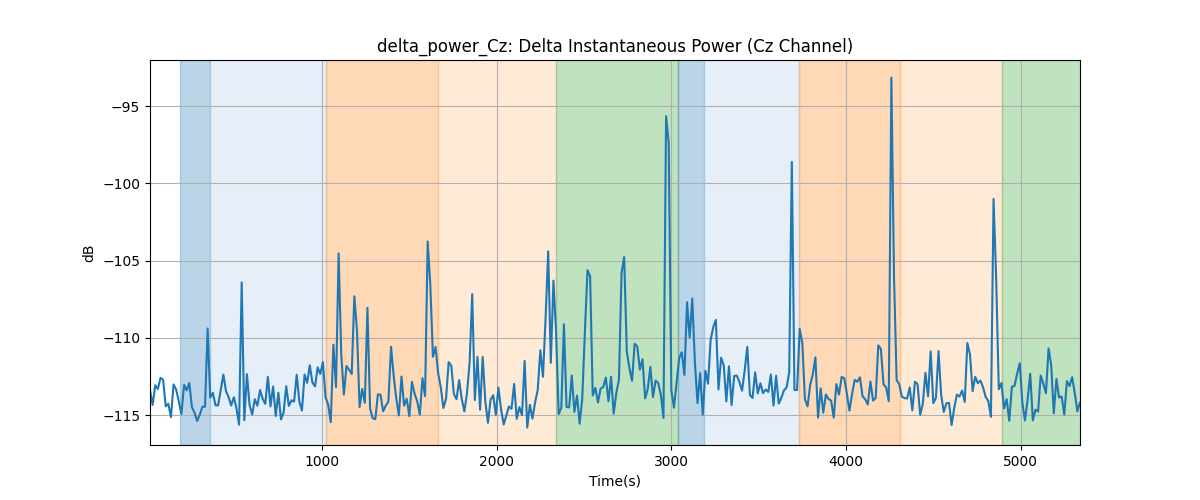 delta_power_Cz: Delta Instantaneous Power (Cz Channel)
dB
−95
−100
−105
−110
−115
1000 2000 3000 4000 5000
Time(s)